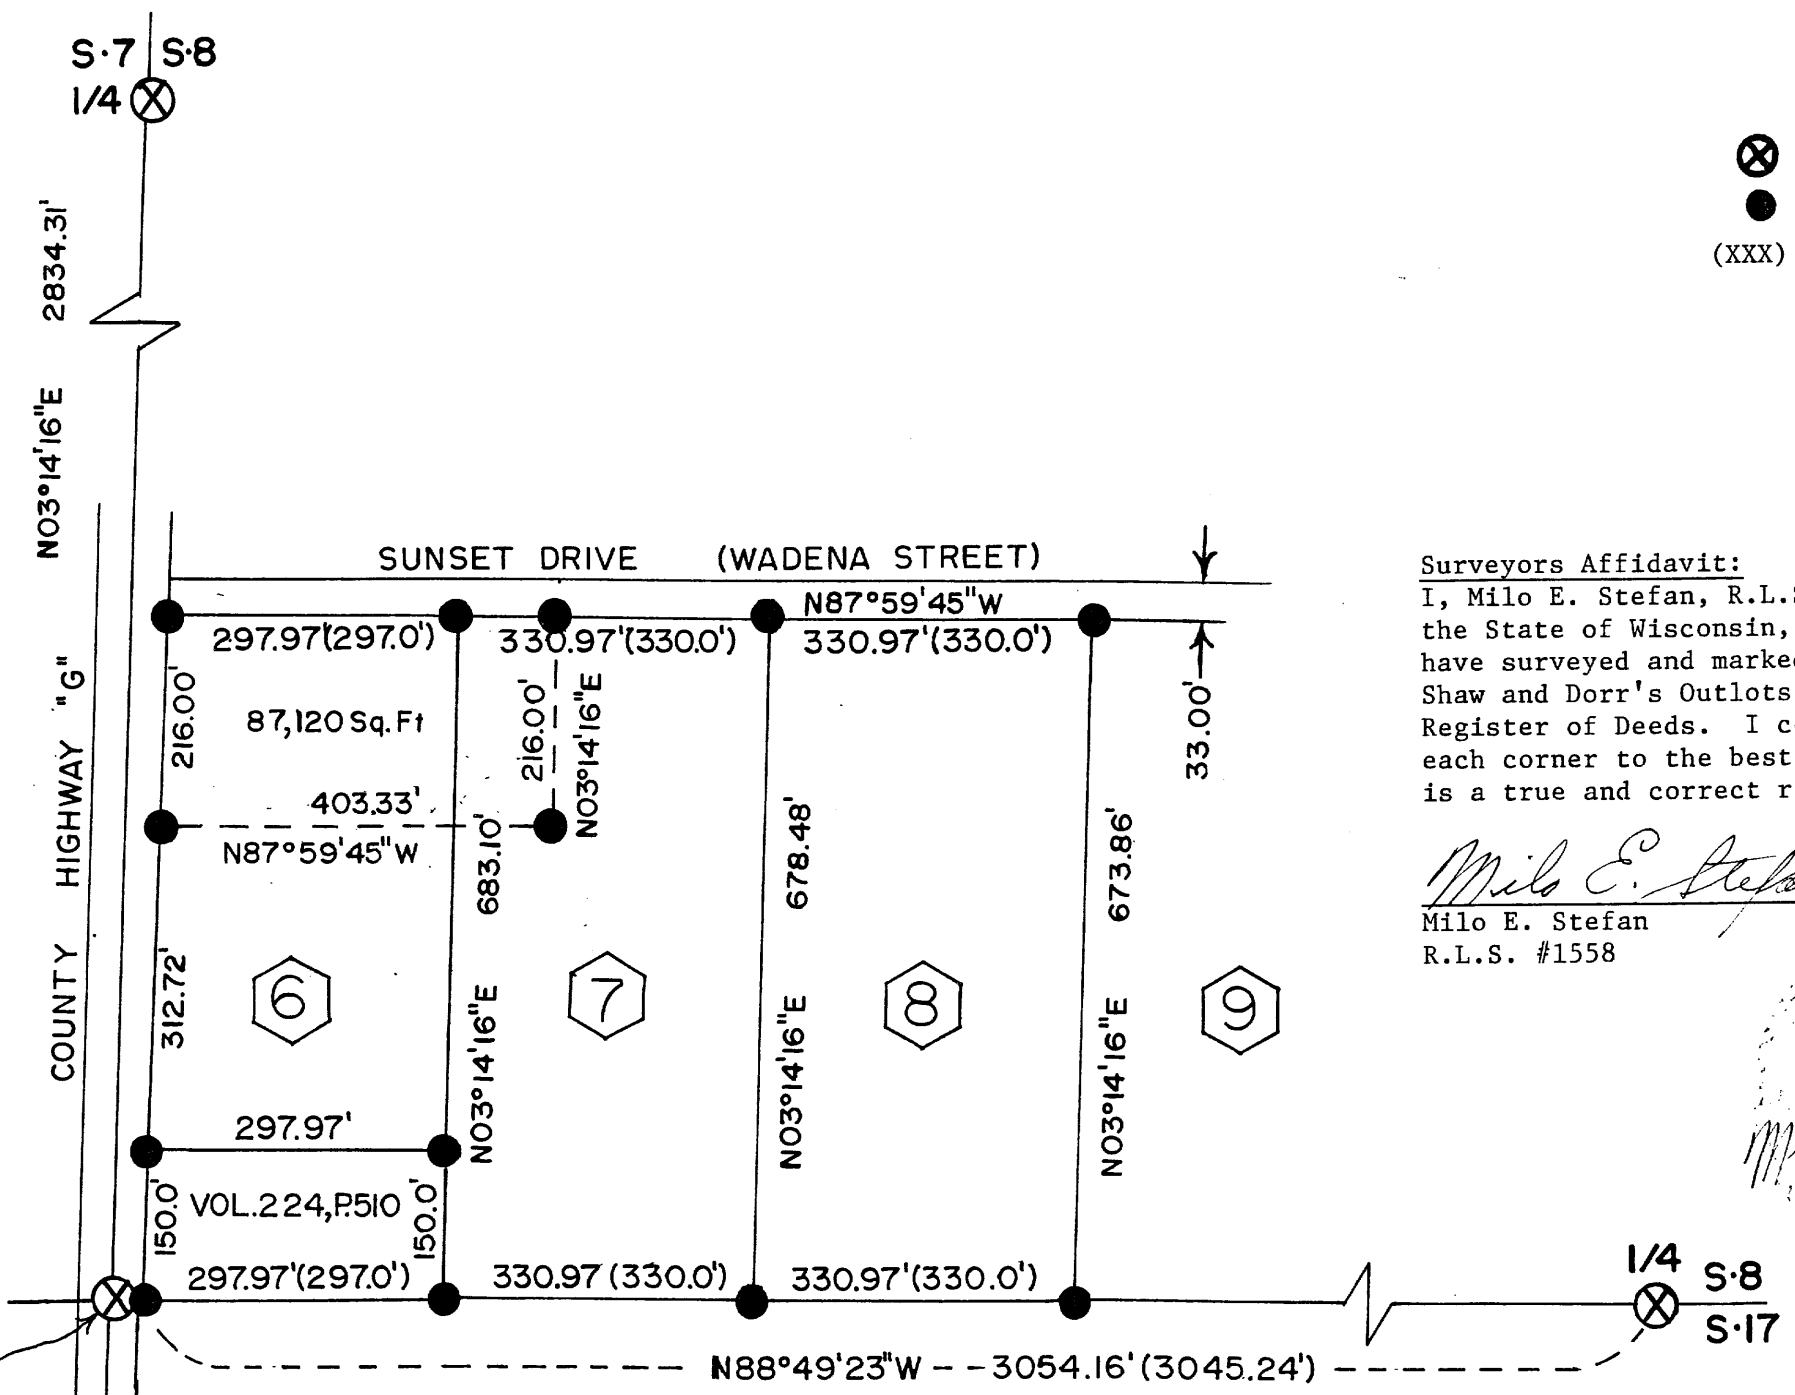 S·7 S·8
1/4
2834.31'
N03°14'16"E
(XXX)
SUNSET DRIVE (WADENA STREET)
N87°59'45"W
297.97'(297.0') 330.97'(330.0') 330.97'(330.0')
216.00'
87,120 Sq. Ft
216.00'
N03°14'16"E
33.00'
403.33'
N87°59'45"W
COUNTY HIGHWAY "G"
312.72'
683.10'
N03°14'16"E
678.48'
N03°14'16"E
673.86'
N03°14'16"E
6 7 8 9
297.97'
150.0'
VOL.224,P.510
150.0'
297.97'(297.0') 330.97'(330.0') 330.97'(330.0')
1/4 S·8
S·17
N88°49'23"W 3054.16'(3045.24')
Surveyors Affidavit:
I, Milo E. Stefan, R.L.S
the State of Wisconsin,
have surveyed and marked
Shaw and Dorr's Outlots
Register of Deeds. I c
each corner to the best
is a true and correct r
Milo E. Stefa
Milo E. Stefan
R.L.S. #1558